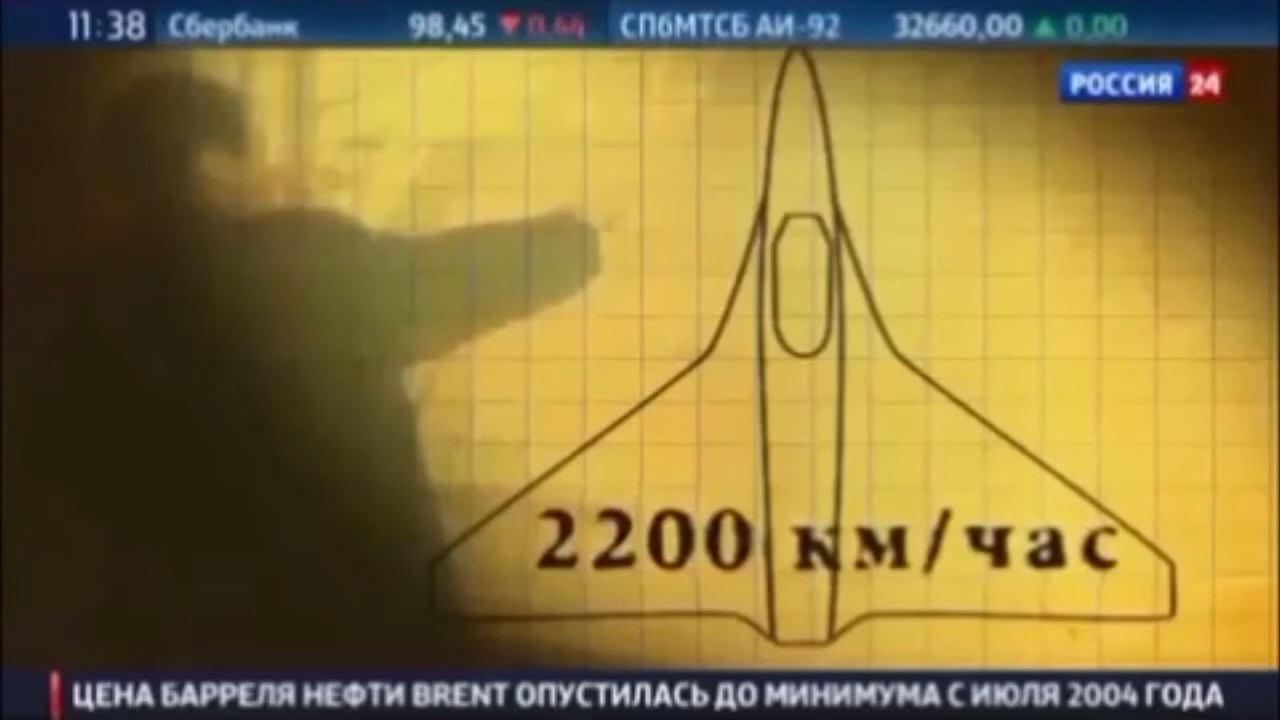 11:38 Сбербанк 98,45 ▼ 0.64 СПбМТСБ АИ-92 32660,00 ▲ 0,00
РОССИЯ 24
2200 км/час
ЦЕНА БАРРЕЛЯ НЕФТИ BRENT ОПУСТИЛАСЬ ДО МИНИМУМА С ИЮЛЯ 2004 ГОДА